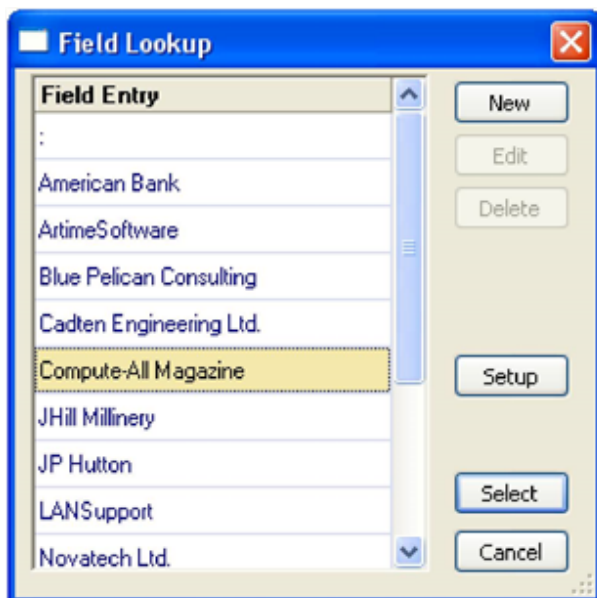 Field Lookup
Field Entry
:
American Bank
ArtimeSoftware
Blue Pelican Consulting
Cadten Engineering Ltd.
Compute-All Magazine
JHill Millinery
JP Hutton
LANSupport
Novatech Ltd.
New
Edit
Delete
Setup
Select
Cancel